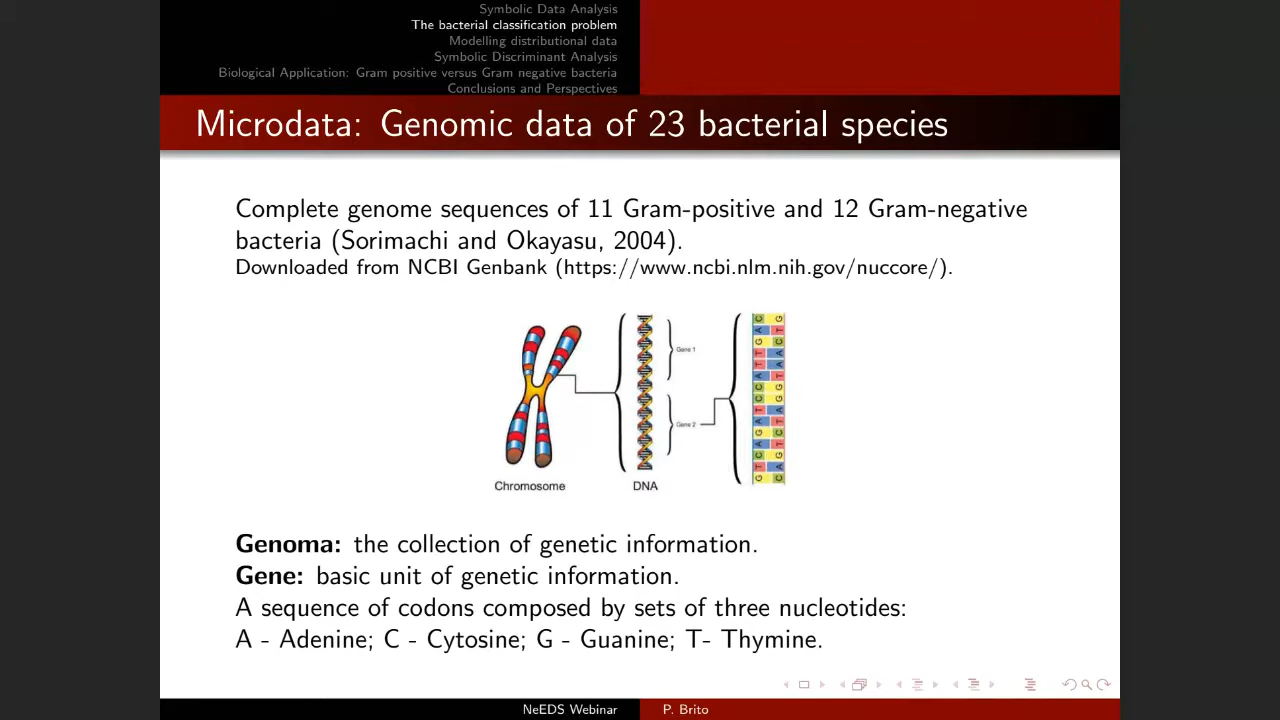 Symbolic Data Analysis
The bacterial classification problem
Modelling distributional data
Symbolic Discriminant Analysis
Biological Application: Gram positive versus Gram negative bacteria
Conclusions and Perspectives
Microdata: Genomic data of 23 bacterial species
Complete genome sequences of 11 Gram-positive and 12 Gram-negative
bacteria (Sorimachi and Okayasu, 2004).
Downloaded from NCBI Genbank (https://www.ncbi.nlm.nih.gov/nuccore/).
Gene 1
Gene 2
Chromosome
DNA
C G
A T
G C
T A
T A
A T
C G
C G
T A
A T
G C
A T
C G
T A
G C
Genoma: the collection of genetic information.
Gene: basic unit of genetic information.
A sequence of codons composed by sets of three nucleotides:
A - Adenine; C - Cytosine; G - Guanine; T- Thymine.
NeEDS Webinar
P. Brito